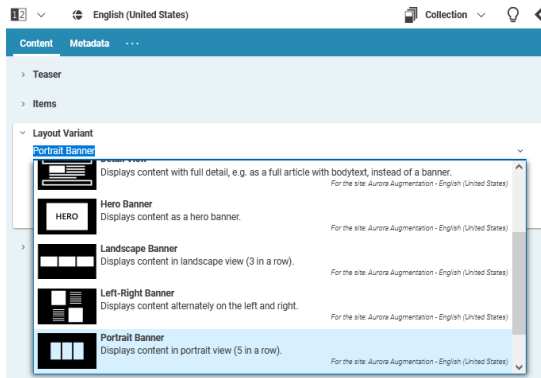 12
English (United States)
Collection
Content
Metadata
···
Teaser
Items
Layout Variant
Portrait Banner
Detail View
Displays content with full detail, e.g. as a full article with bodytext, instead of a banner.
For the site: Aurora Augmentation - English (United States)
HERO
Hero Banner
Displays content as a hero banner.
For the site: Aurora Augmentation - English (United States)
Landscape Banner
Displays content in landscape view (3 in a row).
For the site: Aurora Augmentation - English (United States)
Left-Right Banner
Displays content alternately on the left and right.
For the site: Aurora Augmentation - English (United States)
Portrait Banner
Displays content in portrait view (5 in a row).
For the site: Aurora Augmentation - English (United States)